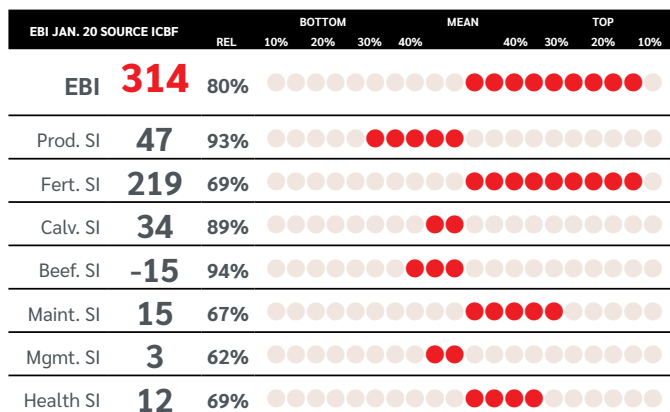 EBI JAN. 20 SOURCE ICBF REL BOTTOM MEAN TOP
10% 20% 30% 40% 40% 30% 20% 10%
EBI 314 80%
Prod. SI 47 93%
Fert. SI 219 69%
Calv. SI 34 89%
Beef. SI -15 94%
Maint. SI 15 67%
Mgmt. SI 3 62%
Health SI 12 69%